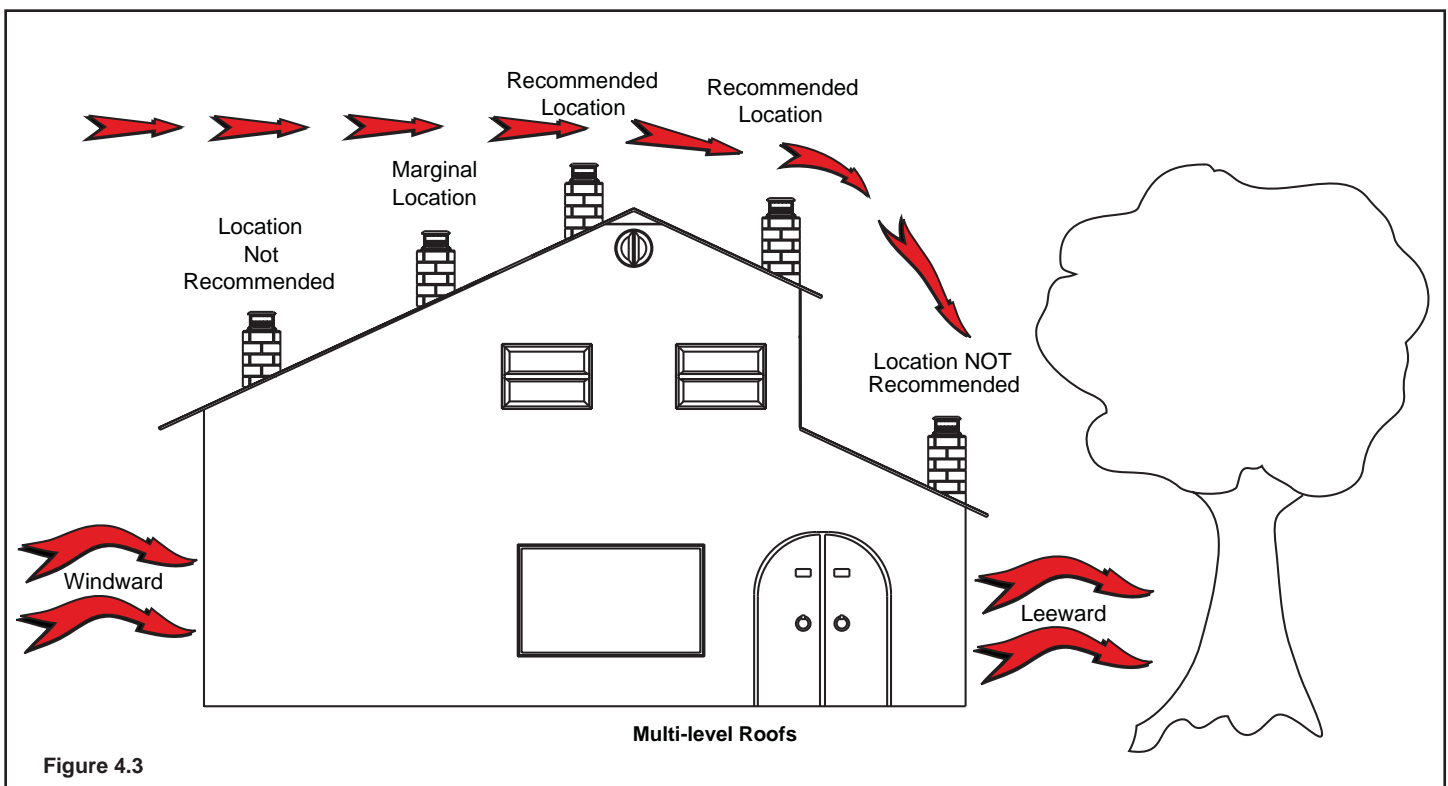 Recommended
Location
Recommended
Location
Marginal
Location
Location
Not
Recommended
Location NOT
Recommended
Windward
Leeward
Multi-level Roofs
Figure 4.3